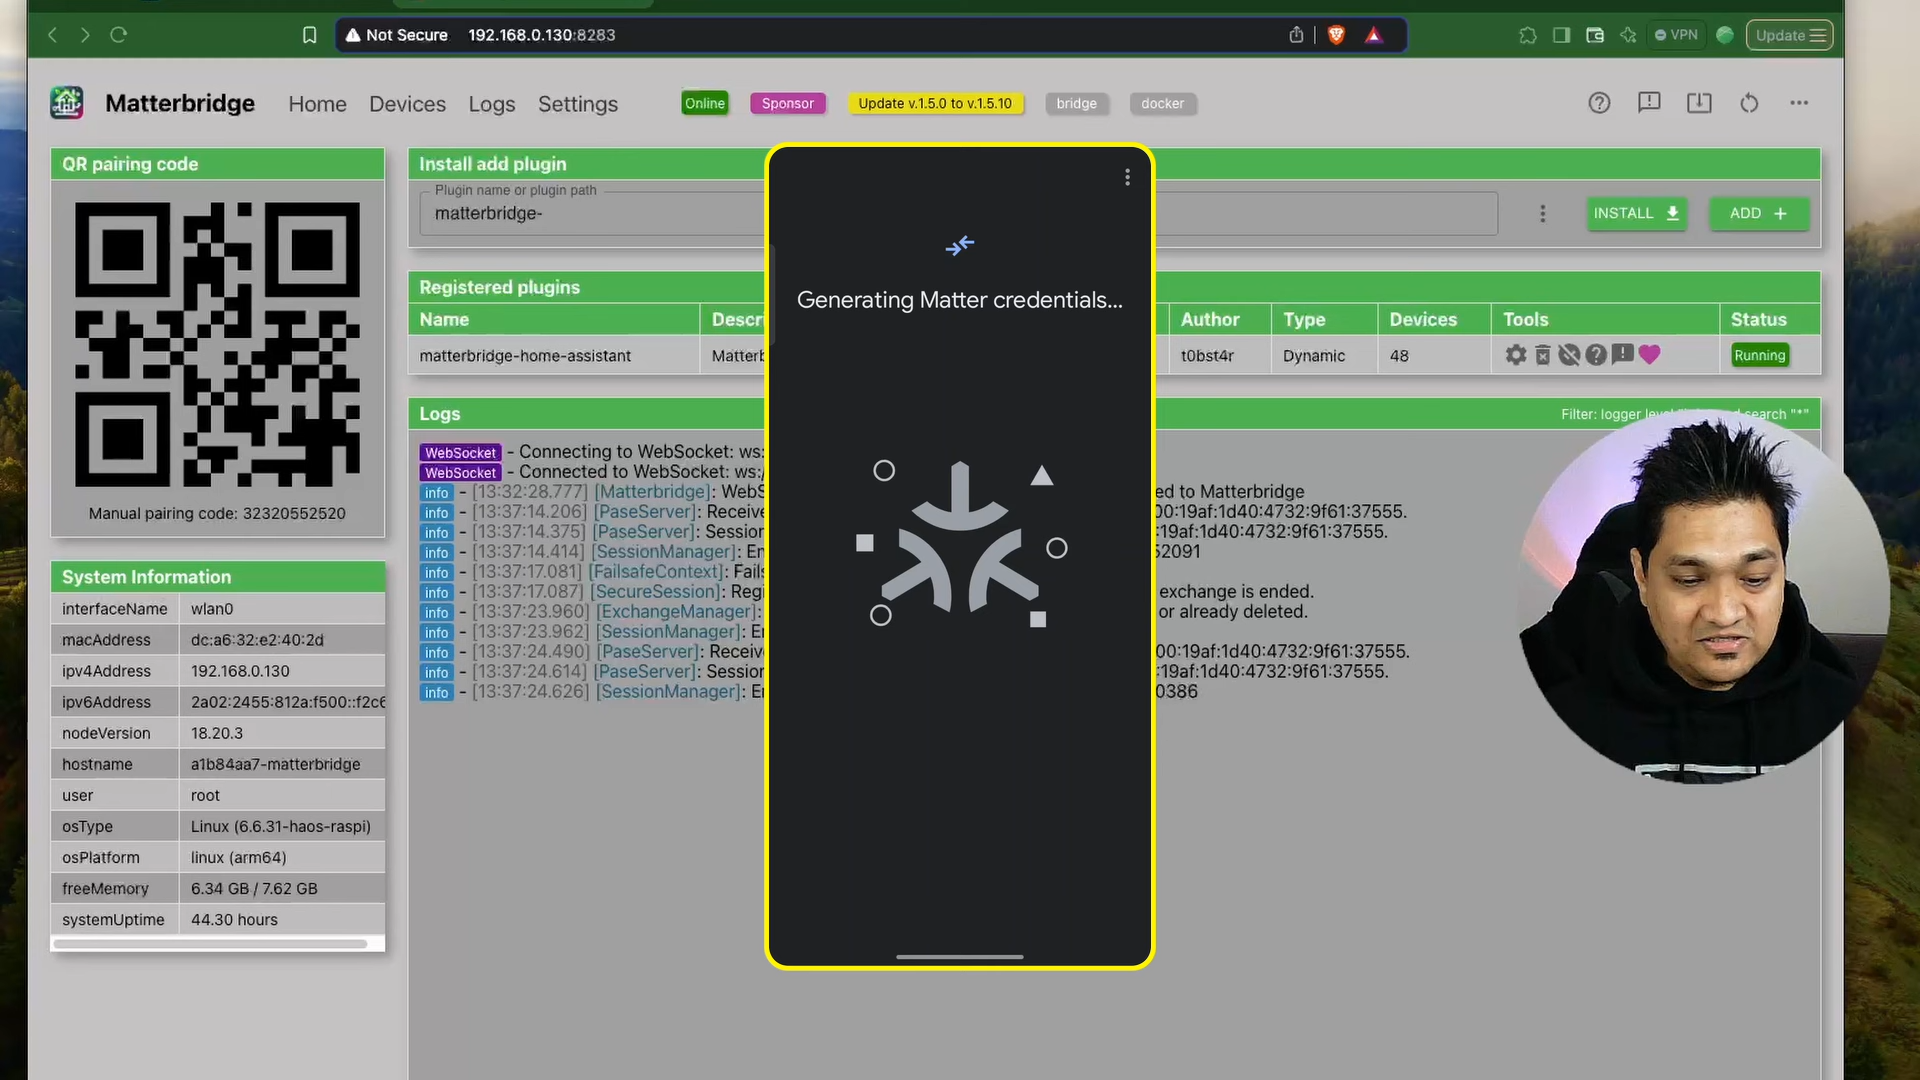 Not Secure 192.168.0.130:8283
VPN
Update
Matterbridge Home Devices Logs Settings Online Sponsor Update v.1.5.0 to v.1.5.10 bridge docker
QR pairing code
Manual pairing code: 32320552520
System Information
interfaceName wlan0
macAddress dc:a6:32:e2:40:2d
ipv4Address 192.168.0.130
ipv6Address 2a02:2455:812a:f500::f2c6
nodeVersion 18.20.3
hostname a1b84aa7-matterbridge
user root
osType Linux (6.6.31-haos-raspi)
osPlatform linux (arm64)
freeMemory 6.34 GB / 7.62 GB
systemUptime 44.30 hours
Install add plugin
Plugin name or plugin path
matterbridge-
INSTALL
ADD
Registered plugins
Name Descri Author Type Devices Tools Status
matterbridge-home-assistant Matterb t0bst4r Dynamic 48 Running
Logs Filter: logger level search "*"
WebSocket - Connecting to WebSocket: ws:
WebSocket - Connected to WebSocket: ws:/
info - [13:32:28.777] [Matterbridge]: WebS ed to Matterbridge
info - [13:37:14.206] [PaseServer]: Receive 00:19af:1d40:4732:9f61:37555.
info - [13:37:14.375] [PaseServer]: Session :19af:1d40:4732:9f61:37555.
info - [13:37:14.414] [SessionManager]: En 52091
info - [13:37:17.081] [FailsafeContext]: Fails
info - [13:37:17.087] [SecureSession]: Regi exchange is ended.
info - [13:37:23.960] [ExchangeManager]: or already deleted.
info - [13:37:23.962] [SessionManager]: En
info - [13:37:24.490] [PaseServer]: Receive 00:19af:1d40:4732:9f61:37555.
info - [13:37:24.614] [PaseServer]: Session :19af:1d40:4732:9f61:37555.
info - [13:37:24.626] [SessionManager]: En 0386
Generating Matter credentials...